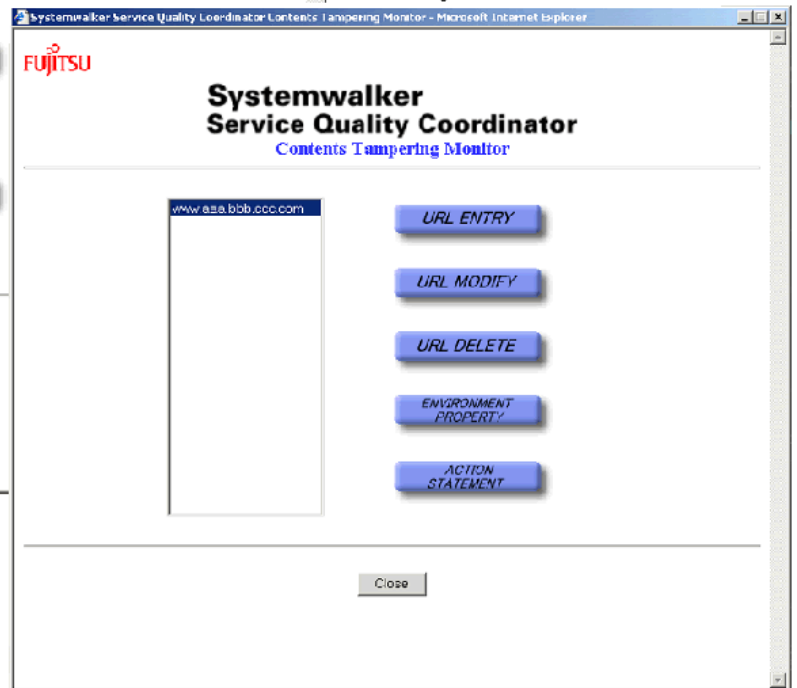 Systemwalker Service Quality Coordinator Contents Tampering Monitor - Microsoft Internet Explorer
FUJITSU
Systemwalker
Service Quality Coordinator
Contents Tampering Monitor
www.aaa.bbb.ccc.com
URL ENTRY
URL MODIFY
URL DELETE
ENVIRONMENT
PROPERTY
ACTION
STATEMENT
Close